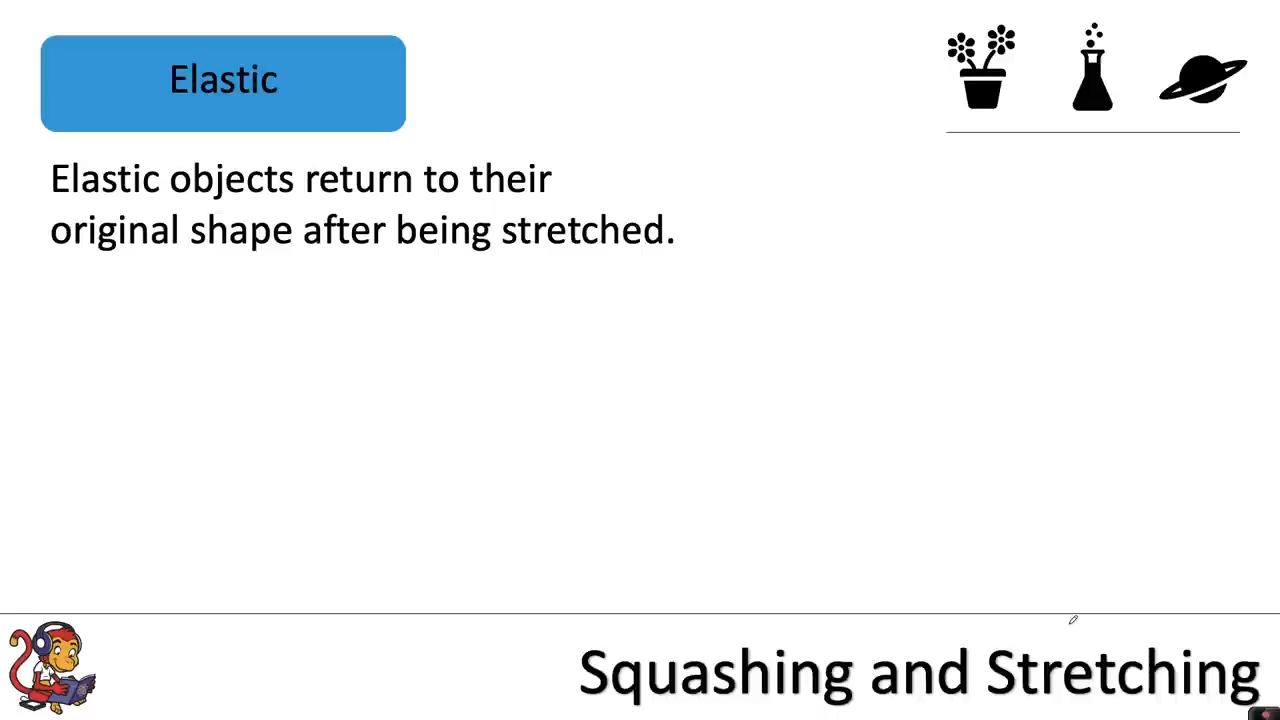 Elastic
Elastic objects return to their
original shape after being stretched.
Squashing and Stretching